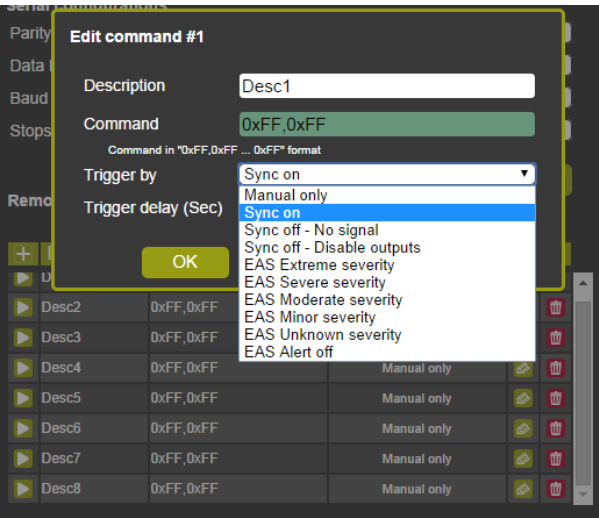 Serial configurations
Parity
Edit command #1
Data
Description
Desc1
Baud
Command
0xFF,0xFF
Stops
Command in "0xFF,0xFF ... 0xFF" format
Trigger by
Sync on
Manual only
Remo
Sync on
Trigger delay (Sec)
Sync off - No signal
Sync off - Disable outputs
OK
EAS Extreme severity
EAS Severe severity
EAS Moderate severity
EAS Minor severity
EAS Unknown severity
EAS Alert off
Desc2 0xFF,0xFF
Desc3 0xFF,0xFF
Desc4 0xFF,0xFF Manual only
Desc5 0xFF,0xFF Manual only
Desc6 0xFF,0xFF Manual only
Desc7 0xFF,0xFF Manual only
Desc8 0xFF,0xFF Manual only